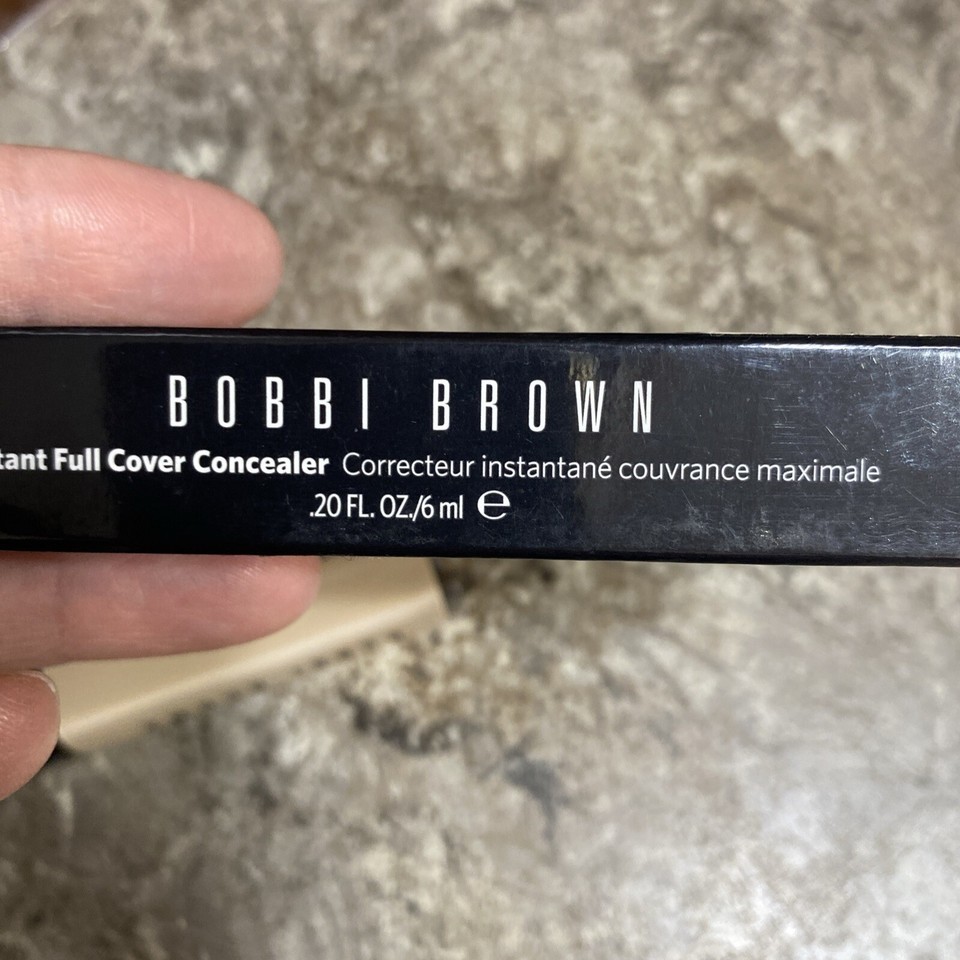 BOBBI BROWN
tant Full Cover Concealer Correcteur instantané couvrance maximale
.20 FL. OZ./6 ml ℮